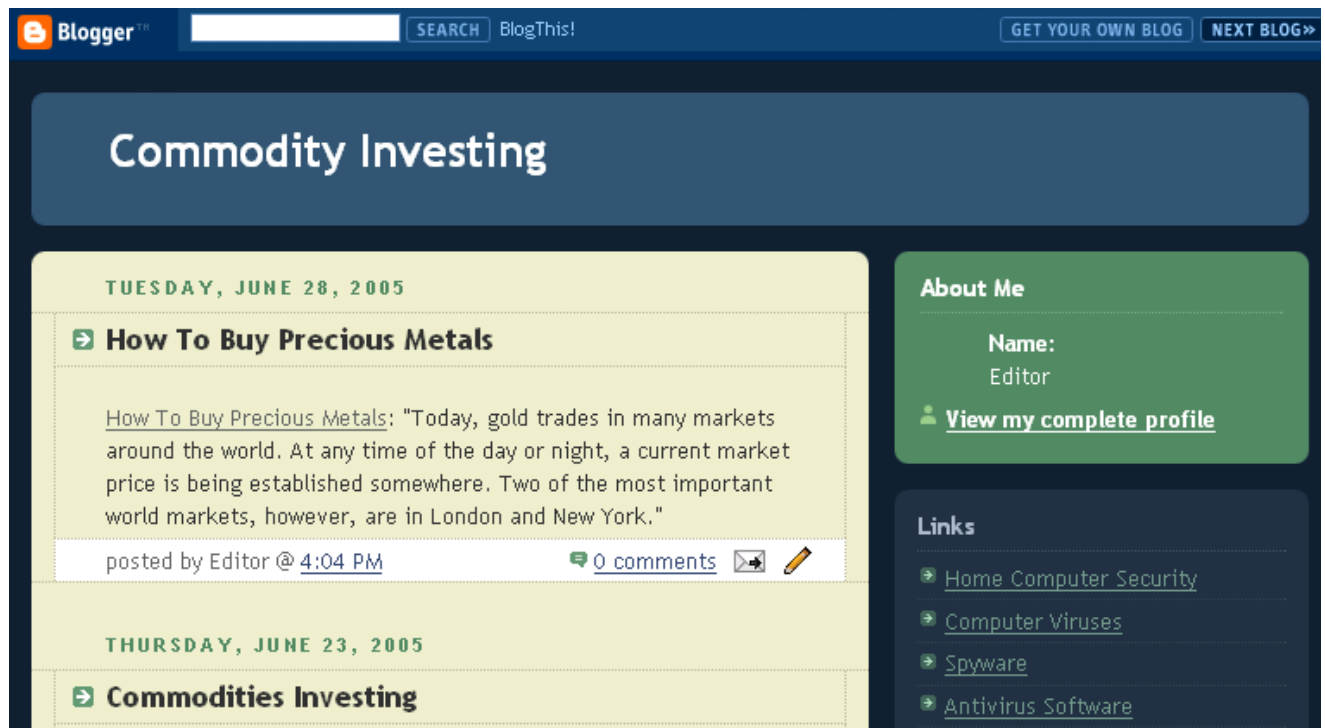 Blogger™ SEARCH BlogThis! GET YOUR OWN BLOG NEXT BLOG»
Commodity Investing
TUESDAY, JUNE 28, 2005
How To Buy Precious Metals
How To Buy Precious Metals: "Today, gold trades in many markets
around the world. At any time of the day or night, a current market
price is being established somewhere. Two of the most important
world markets, however, are in London and New York."
posted by Editor @ 4:04 PM 0 comments
THURSDAY, JUNE 23, 2005
Commodities Investing
About Me
Name:
Editor
View my complete profile
Links
Home Computer Security
Computer Viruses
Spyware
Antivirus Software